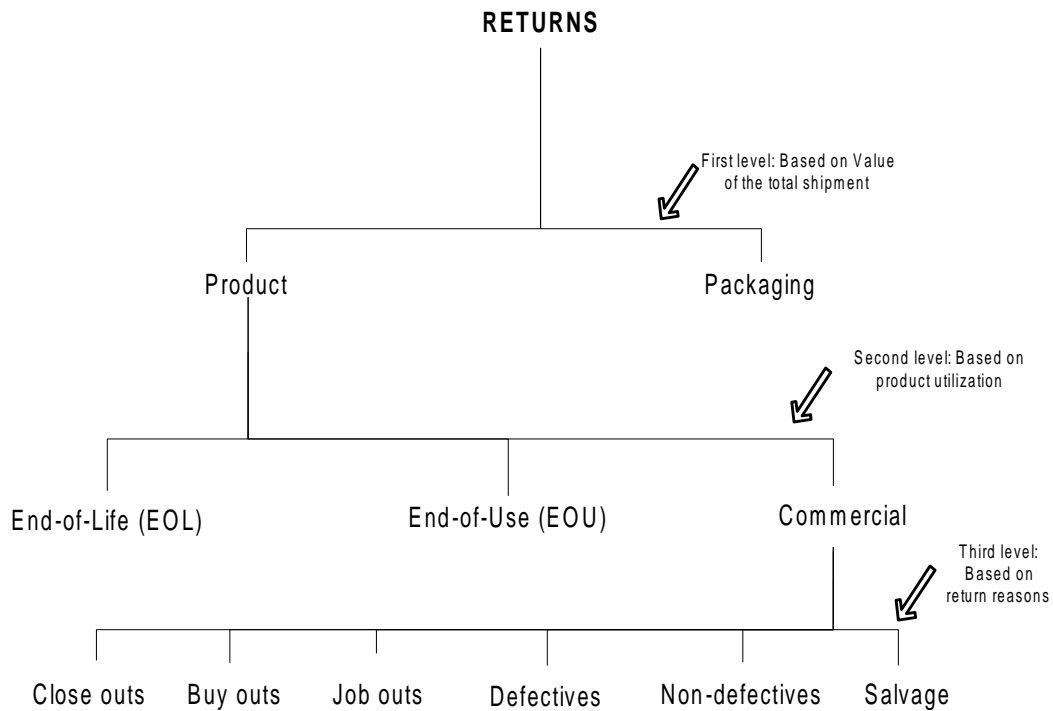 RETURNS
First level: Based on Value
of the total shipment
Product
Packaging
Second level: Based on
product utilization
End-of-Life (EOL)
End-of-Use (EOU)
Commercial
Third level:
Based on
return reasons
Close outs
Buy outs
Job outs
Defectives
Non-defectives
Salvage